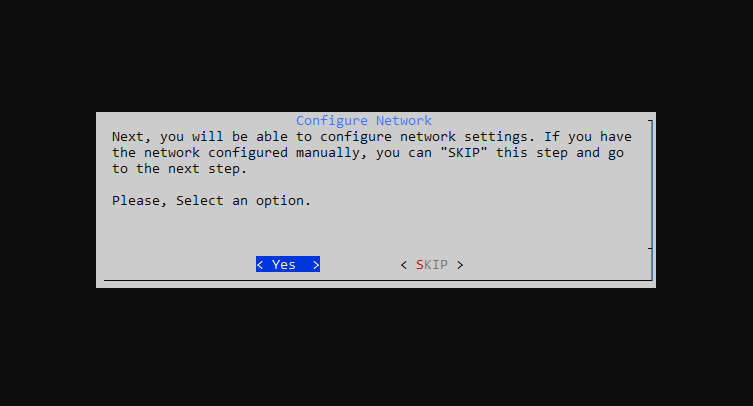 Configure Network
Next, you will be able to configure network settings. If you have
the network configured manually, you can "SKIP" this step and go
to the next step.
Please, Select an option.
< Yes > < SKIP >